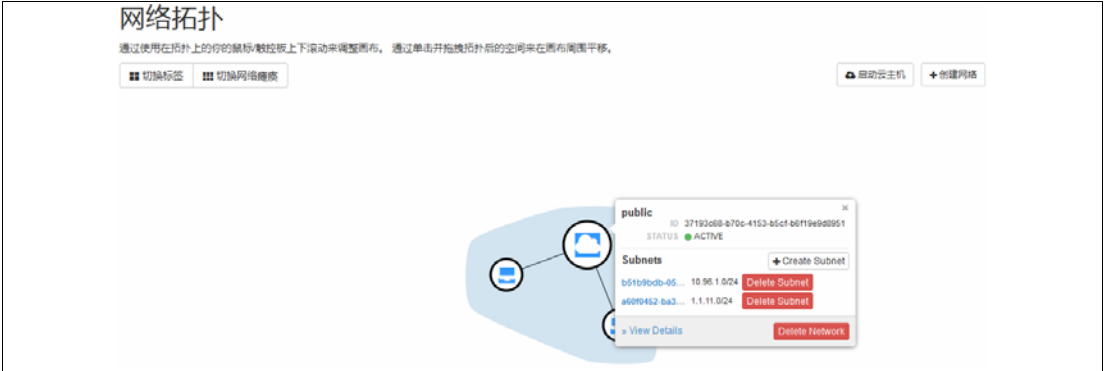 网络拓扑
通过使用在拓扑上的你的鼠标/触控板上下滚动来调整画布。 通过单击并拖拽拓扑后的空间来在画布周围平移。
切换标签 切换网络瘫痪 启动云主机 +创建网络
public ×
ID 37193c68-b70c-4153-b5cf-b6f19e9d8951
STATUS ACTIVE
Subnets +Create Subnet
b51b9bdb-05... 10.96.1.0/24 Delete Subnet
a60f0452-ba3... 1.1.11.0/24 Delete Subnet
» View Details Delete Network